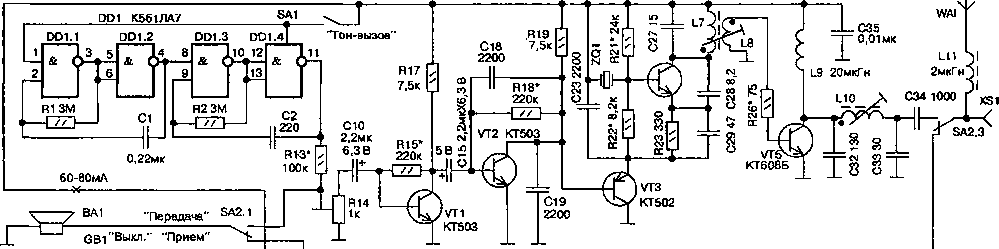 DD1 К561ЛА7
SA1
"Тон-вызов"
DD1.1
DD1.2
DD1.3
DD1.4
1
2
3
5
6
4
8
9
10
12
13
11
&
&
&
&
R1 3М
C1
0,22мк
R2 3М
C2
220
R13*
100к
C10
2,2мк
6,3 В
R14
1к
R15*
220к
R17
7,5к
5 В
C15 2,2мкХ6,3 В
VT1
КТ503
C18
2200
R18*
220к
VT2
КТ503
R19
7,5к
C19
2200
C23 2200
ZQ1
R21* 24к
R22* 8,2к
VT3
КТ502
C27 15
R23 330
L7
L8
C28 8,2
C29 47
R26* 75
VT5
КТ608Б
L9 20мкГн
C35
0,01мк
L10
C32 130
C33 30
C34 1000
WA1
L11
2мкГн
XS1
SA2.3
60-80мА
BA1
"Передача"
SA2.1
GB1
"Выкл."
"Прием"